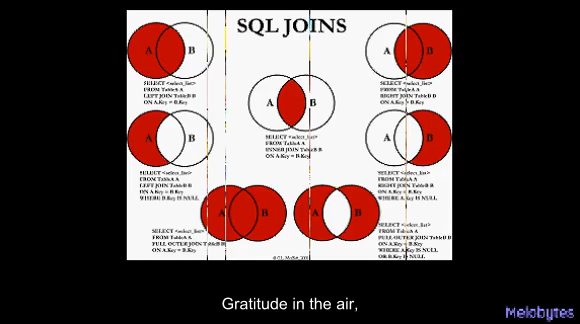 SQL JOINS
A B
SELECT <select_list>
FROM TableA A
LEFT JOIN TableB B
ON A.Key = B.Key
A B
SELECT <select_list>
FROM TableA A
RIGHT JOIN TableB B
ON A.Key = B.Key
A B
SELECT <select_list>
FROM TableA A
INNER JOIN TableB B
ON A.Key = B.Key
A B
SELECT <select_list>
FROM TableA A
LEFT JOIN TableB B
ON A.Key = B.Key
WHERE B.Key IS NULL
A B
SELECT <select_list>
FROM TableA A
RIGHT JOIN TableB B
ON A.Key = B.Key
WHERE A.Key IS NULL
A B
SELECT <select_list>
FROM TableA A
FULL OUTER JOIN TableB B
ON A.Key = B.Key
A B
SELECT <select_list>
FROM TableA A
FULL OUTER JOIN TableB B
ON A.Key = B.Key
WHERE A.Key IS NULL
OR B.Key IS NULL
Gratitude in the air,
Melobytes